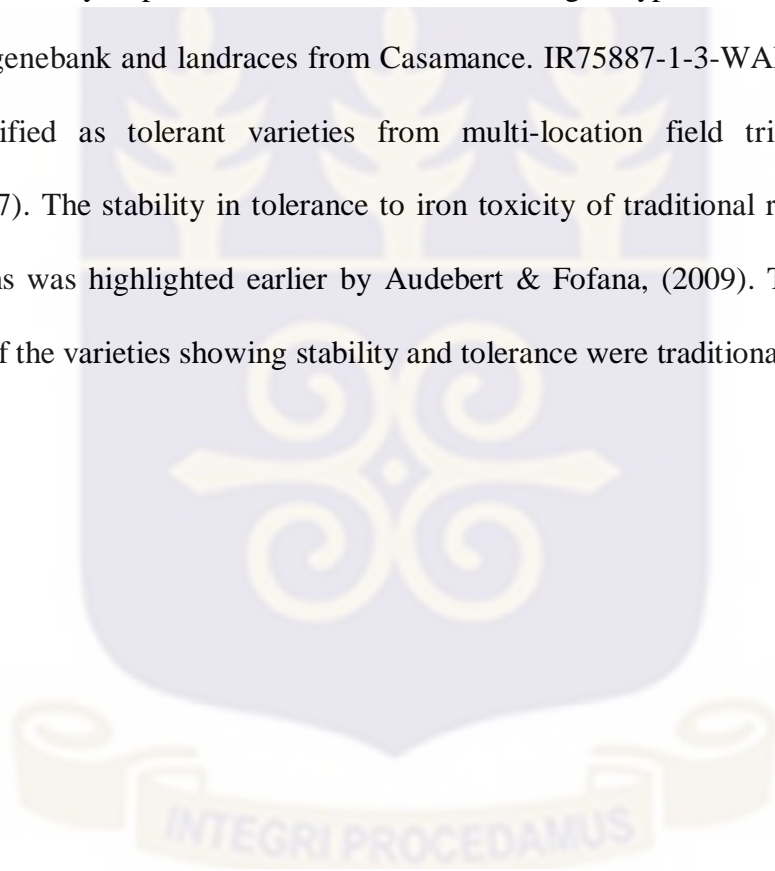 genebank and landraces from Casamance. IR75887-1-3-WA
ified as tolerant varieties from multi-location field tri
7). The stability in tolerance to iron toxicity of traditional r
ns was highlighted earlier by Audebert & Fofana, (2009). T
f the varieties showing stability and tolerance were traditiona
INTEGRI PROCEDAMUS